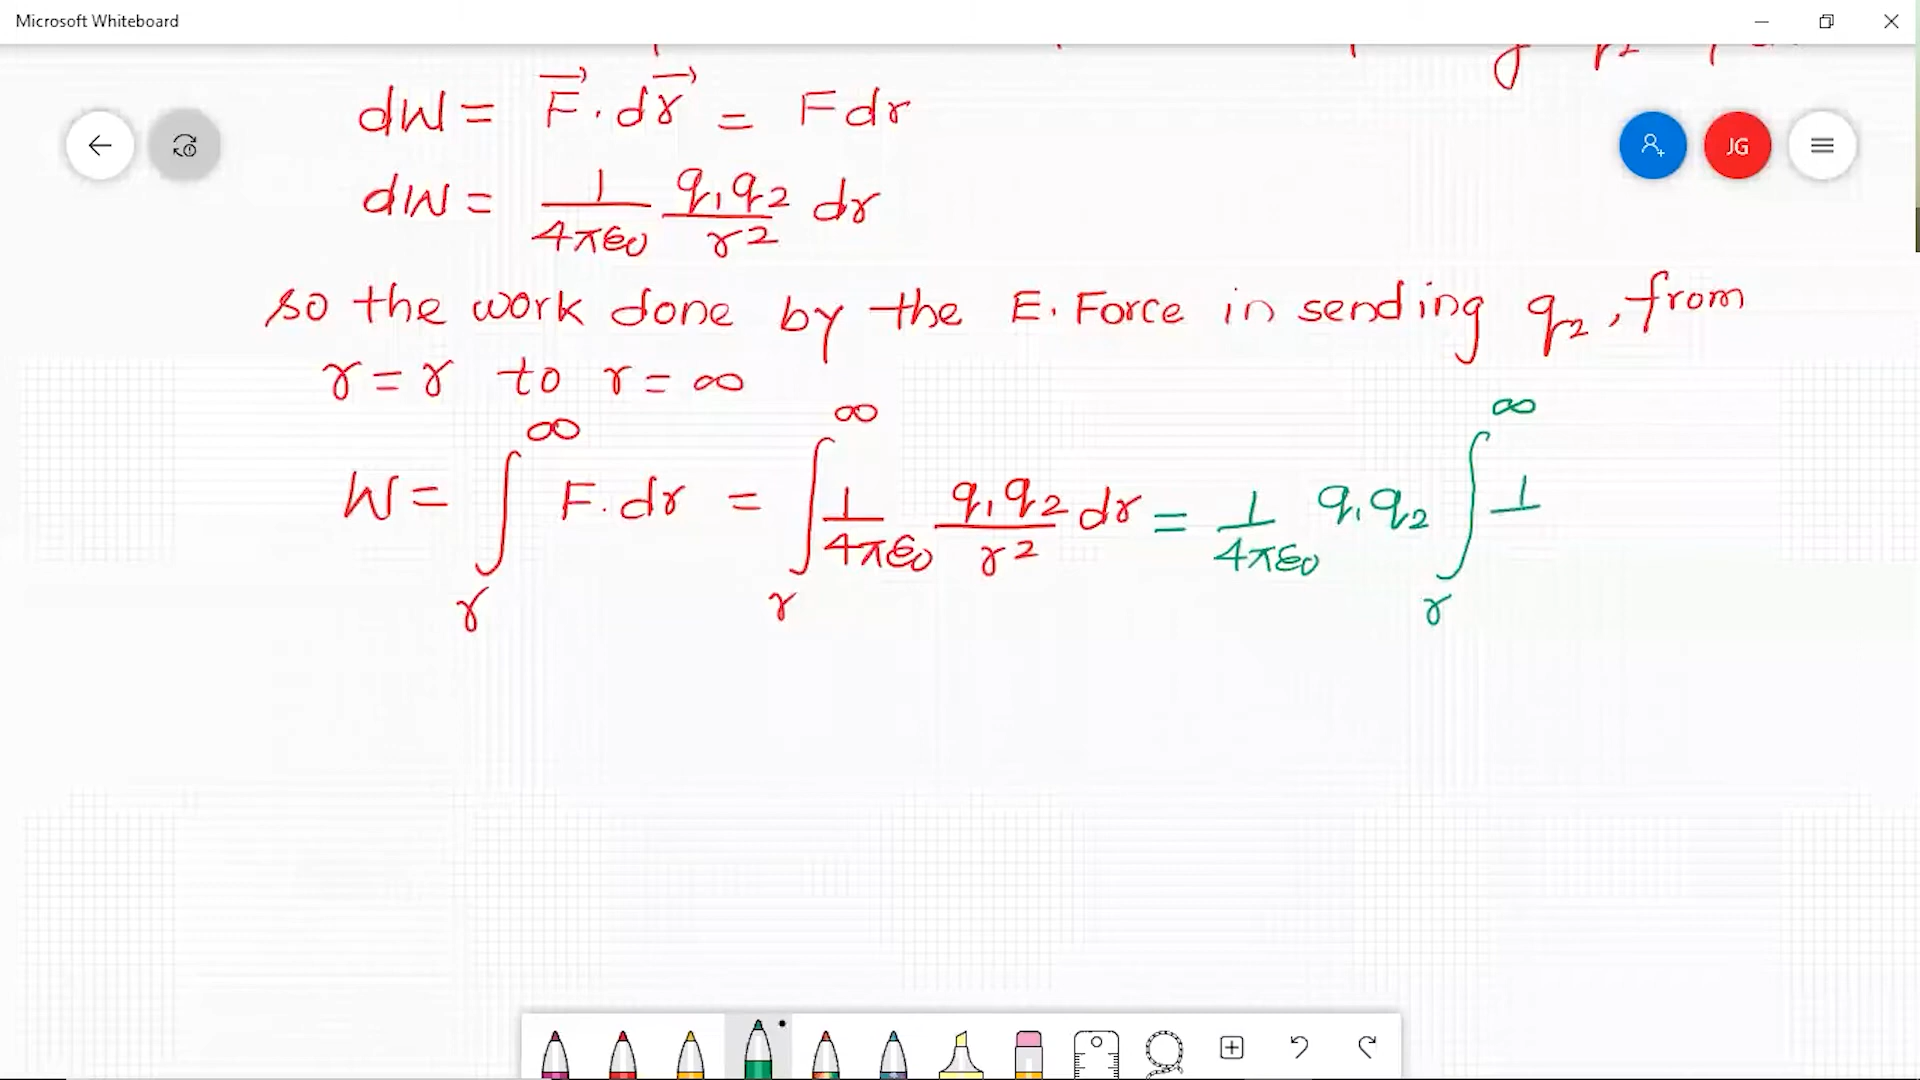 Microsoft Whiteboard
dW = F⃗ . dr⃗ = Fdr
JG
dW = 1/4πε0 q1q2/r2 dr
so the work done by the E. Force in sending q2, from
r = r to r = ∞
W = ∫r∞ F.dr = ∫r∞ 1/4πε0 q1q2/r2 dr = 1/4πε0 q1q2 ∫r∞ 1